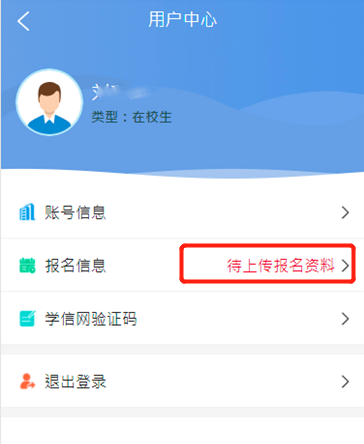 用户中心
类型：在校生
账号信息
报名信息 待上传报名资料
学信网验证码
退出登录